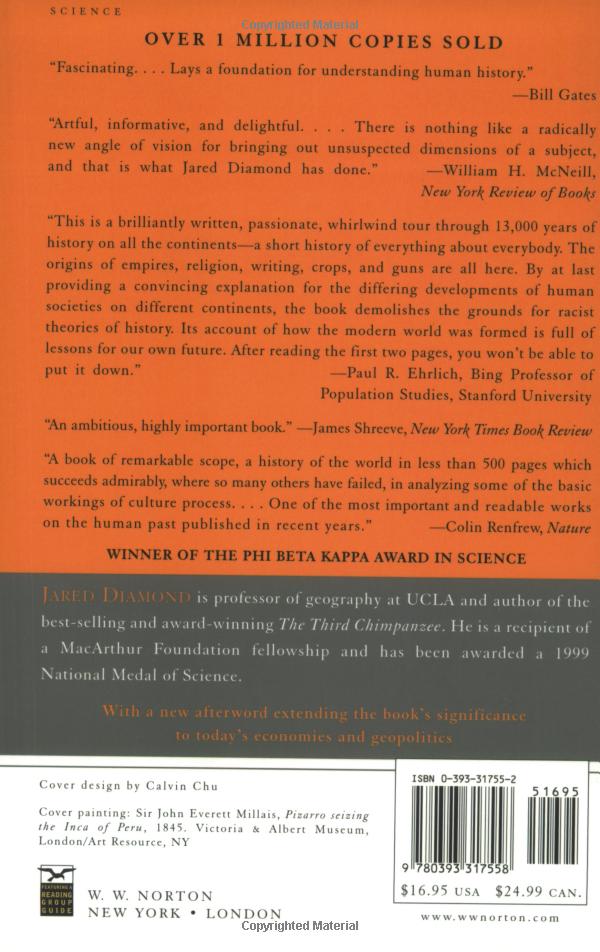 Copyrighted Material
SCIENCE
OVER 1 MILLION COPIES SOLD
“Fascinating. . . . Lays a foundation for understanding human history.”
—Bill Gates
“Artful, informative, and delightful. . . . There is nothing like a radically
new angle of vision for bringing out unsuspected dimensions of a subject,
and that is what Jared Diamond has done.” —William H. McNeill,
New York Review of Books
“This is a brilliantly written, passionate, whirlwind tour through 13,000 years of
history on all the continents—a short history of everything about everybody. The
origins of empires, religion, writing, crops, and guns are all here. By at last
providing a convincing explanation for the differing developments of human
societies on different continents, the book demolishes the grounds for racist
theories of history. Its account of how the modern world was formed is full of
lessons for our own future. After reading the first two pages, you won’t be able to
put it down.” —Paul R. Ehrlich, Bing Professor of
Population Studies, Stanford University
“An ambitious, highly important book.” —James Shreeve, New York Times Book Review
“A book of remarkable scope, a history of the world in less than 500 pages which
succeeds admirably, where so many others have failed, in analyzing some of the basic
workings of culture process. . . . One of the most important and readable works
on the human past published in recent years.” —Colin Renfrew, Nature
WINNER OF THE PHI BETA KAPPA AWARD IN SCIENCE
JARED DIAMOND is professor of geography at UCLA and author of the
best-selling and award-winning The Third Chimpanzee. He is a recipient of
a MacArthur Foundation fellowship and has been awarded a 1999
National Medal of Science.
With a new afterword extending the book’s significance
to today’s economies and geopolitics
Cover design by Calvin Chu
Cover painting: Sir John Everett Millais, Pizarro seizing
the Inca of Peru, 1845. Victoria & Albert Museum,
London/Art Resource, NY
FEATURING A
READING
GROUP
GUIDE
W. W. NORTON
NEW YORK • LONDON
ISBN 0-393-31755-2
51695
9 780393 317558
$16.95 USA $24.99 CAN.
www.wwnorton.com
Copyrighted Material